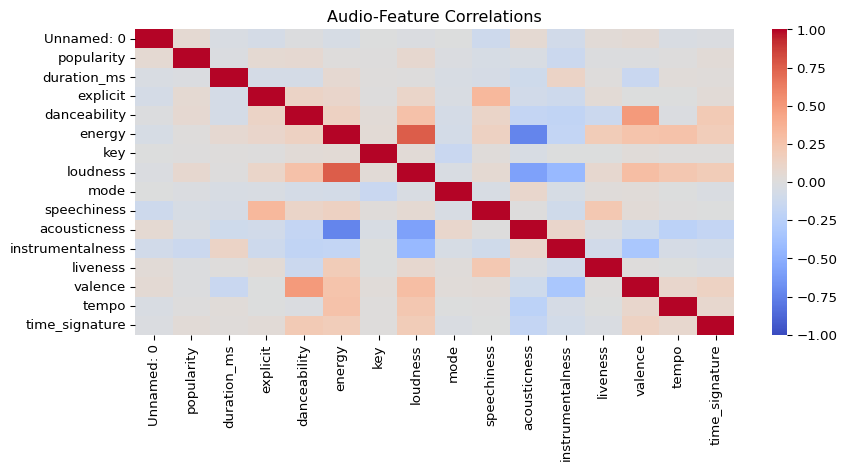 Audio-Feature Correlations
Unnamed: 0
popularity
duration_ms
explicit
danceability
energy
key
loudness
mode
speechiness
acousticness
instrumentalness
liveness
valence
tempo
time_signature
Unnamed: 0
popularity
duration_ms
explicit
danceability
energy
key
loudness
mode
speechiness
acousticness
instrumentalness
liveness
valence
tempo
time_signature
1.00
0.75
0.50
0.25
0.00
−0.25
−0.50
−0.75
−1.00